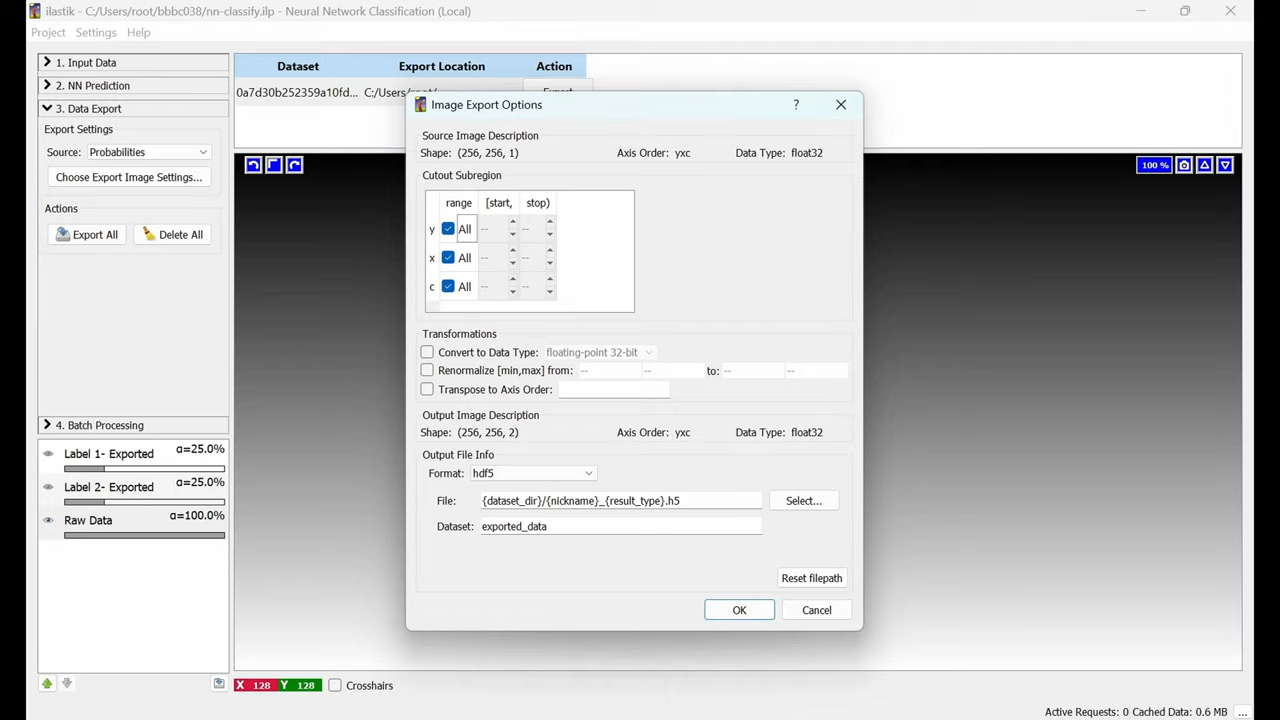 ilastik - C:/Users/root/bbbc038/nn-classify.ilp - Neural Network Classification (Local)
Project Settings Help
1. Input Data
2. NN Prediction
3. Data Export
Export Settings
Source: Probabilities
Choose Export Image Settings...
Actions
Export All Delete All
4. Batch Processing
Label 1- Exported α=25.0%
Label 2- Exported α=25.0%
Raw Data α=100.0%
Dataset Export Location Action
0a7d30b252359a10fd... C:/Users/root/ Export
100 %
Image Export Options ?
Source Image Description
Shape: (256, 256, 1) Axis Order: yxc Data Type: float32
Cutout Subregion
range [start, stop)
y All -- --
x All -- --
c All -- --
Transformations
Convert to Data Type: floating-point 32-bit
Renormalize [min,max] from: -- -- to: -- --
Transpose to Axis Order:
Output Image Description
Shape: (256, 256, 2) Axis Order: yxc Data Type: float32
Output File Info
Format: hdf5
File: {dataset_dir}/{nickname}_{result_type}.h5 Select...
Dataset: exported_data
Reset filepath
OK Cancel
X 128 Y 128 Crosshairs
Active Requests: 0 Cached Data: 0.6 MB ...